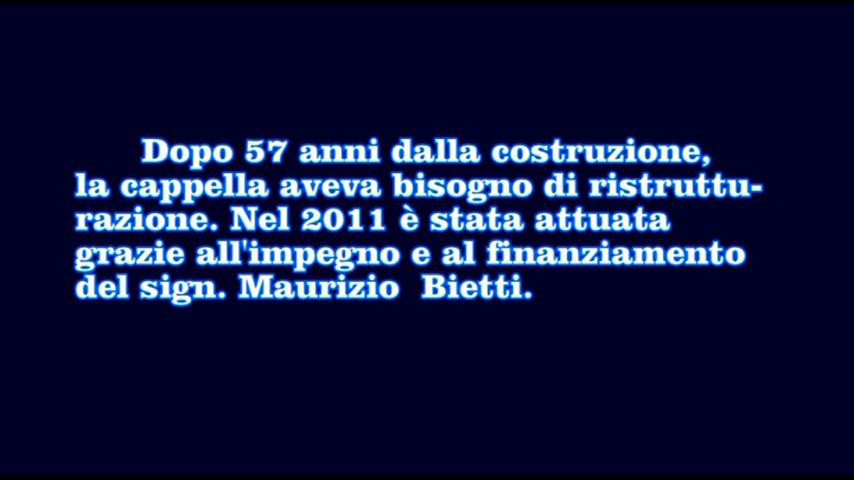 Dopo 57 anni dalla costruzione,
la cappella aveva bisogno di ristruttu-
razione. Nel 2011 è stata attuata
grazie all'impegno e al finanziamento
del sign. Maurizio  Bietti.